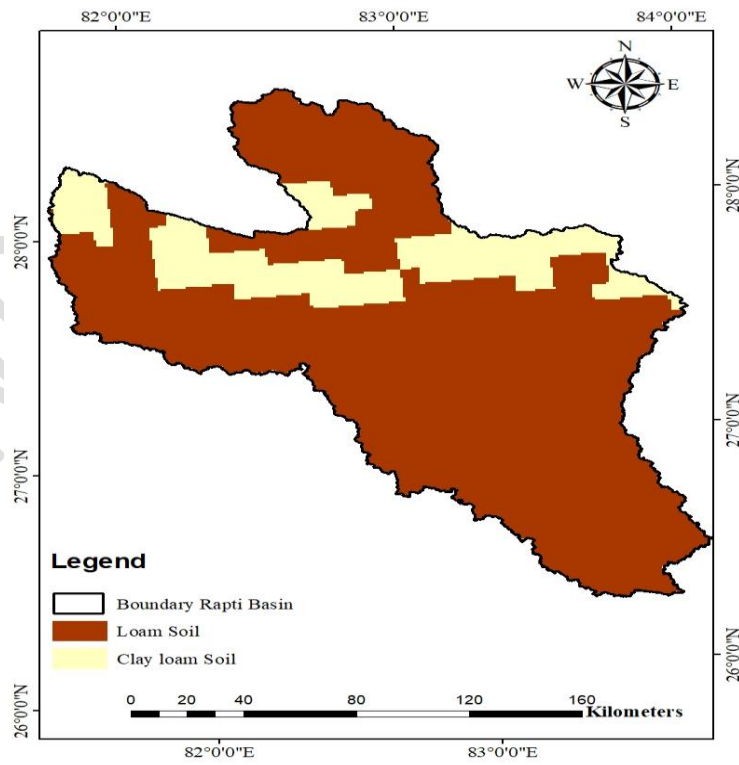 82°0'0"E 83°0'0"E 84°0'0"E
N
W E
S
28°0'0"N 28°0'0"N
27°0'0"N 27°0'0"N
26°0'0"N 26°0'0"N
Legend
Boundary Rapti Basin
Loam Soil
Clay loam Soil
0 20 40 80 120 160
Kilometers
82°0'0"E 83°0'0"E